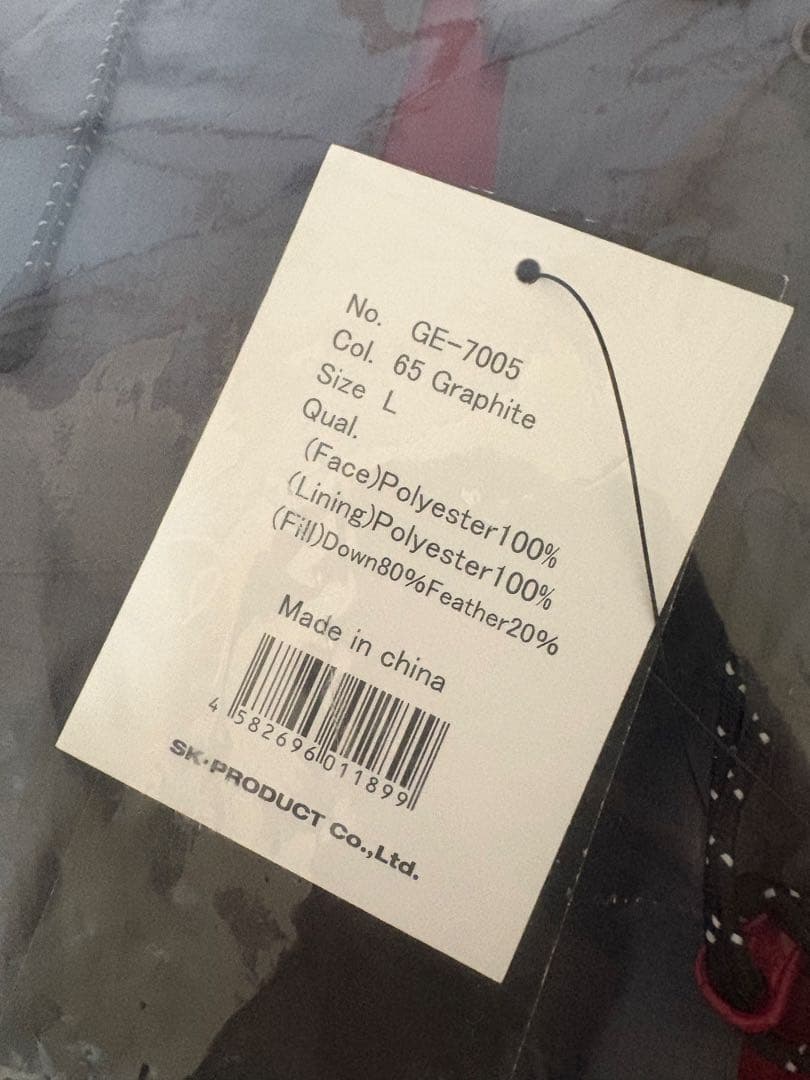 No. GE-7005
Col. 65 Graphite
Size L
Qual.
(Face)Polyester100%
(Lining)Polyester100%
(Fill)Down80%Feather20%
Made in china
4 582696 011899
SK·PRODUCT Co.,Ltd.